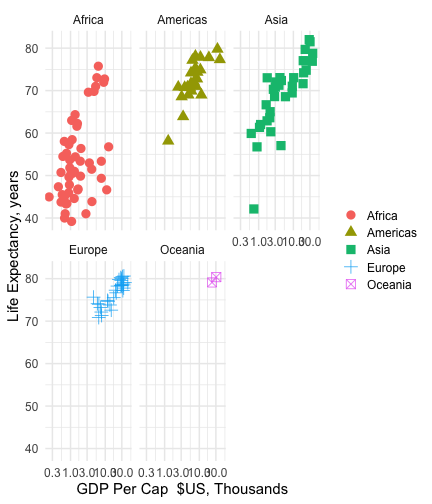 Africa
Americas
Asia
80
70
60
50
40
0.3 1.0 3.0 10.0 30.0
Europe
Oceania
80
70
60
50
40
0.3 1.0 3.0 10.0 30.0
0.3 1.0 3.0 10.0 30.0
GDP Per Cap  $US, Thousands
Life Expectancy, years
Africa
Americas
Asia
Europe
Oceania